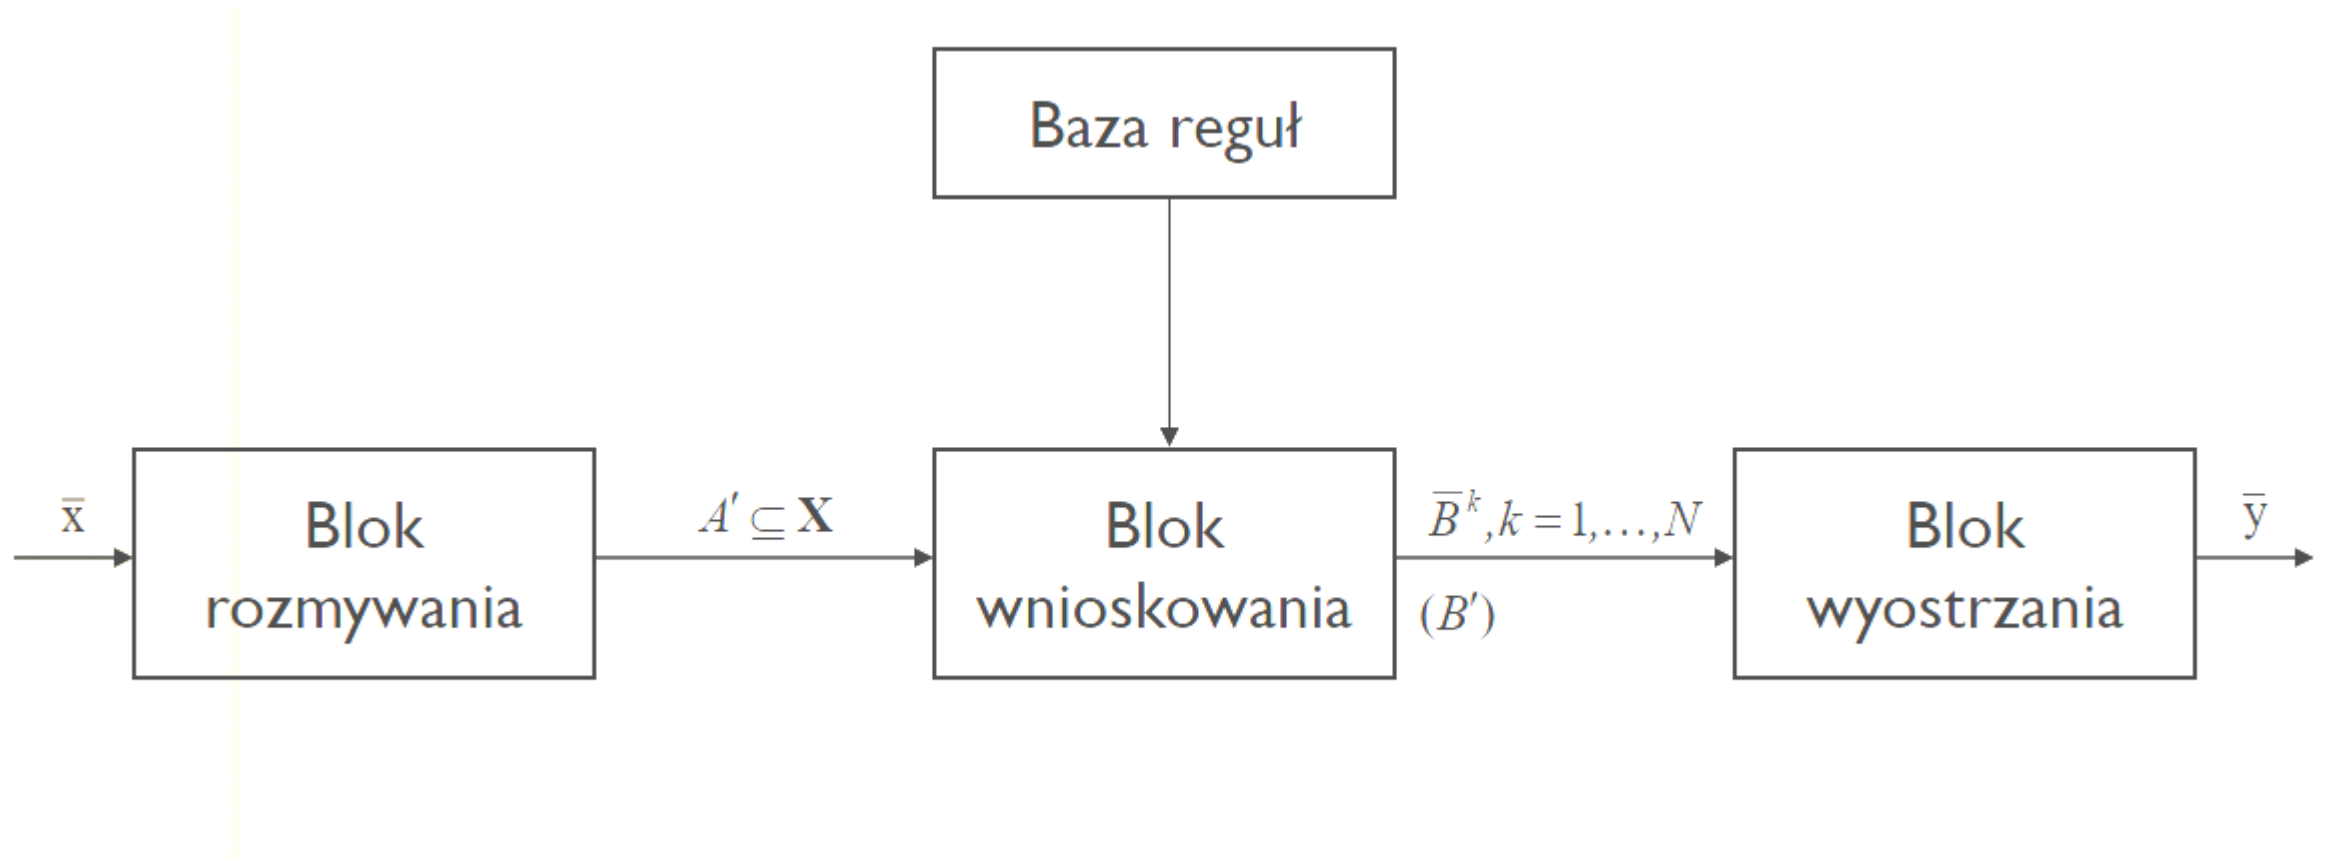 Baza reguł
x̄
Blok
rozmywania
A′ ⊆ X
Blok
wnioskowania
B̄ᵏ, k = 1,…,N
(B′)
Blok
wyostrzania
ȳ